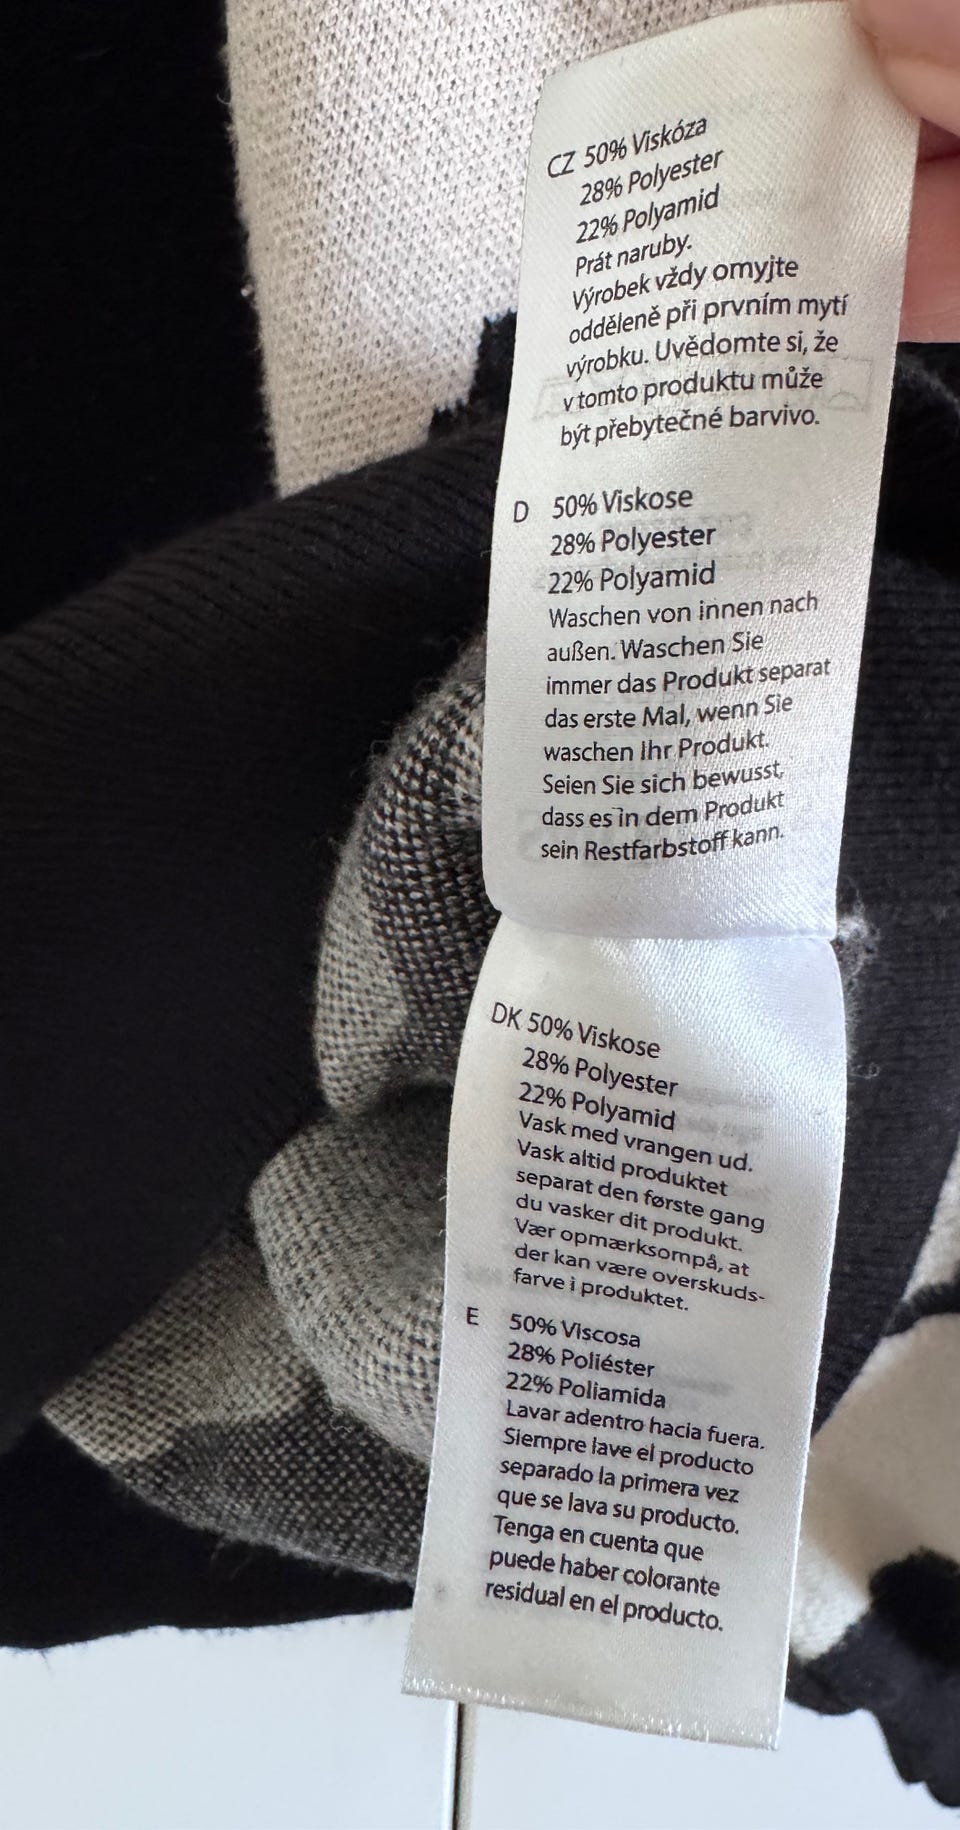 CZ 50% Viskóza
28% Polyester
22% Polyamid
Prát naruby.
Výrobek vždy omyjte
odděleně při prvním mytí
výrobku. Uvědomte si, že
v tomto produktu může
být přebytečné barvivo.
D 50% Viskose
28% Polyester
22% Polyamid
Waschen von innen nach
außen. Waschen Sie
immer das Produkt separat
das erste Mal, wenn Sie
waschen Ihr Produkt.
Seien Sie sich bewusst,
dass es in dem Produkt
sein Restfarbstoff kann.
DK 50% Viskose
28% Polyester
22% Polyamid
Vask med vrangen ud.
Vask altid produktet
separat den første gang
du vasker dit produkt.
Vær opmærksompå, at
der kan være overskuds-
farve i produktet.
E 50% Viscosa
28% Poliéster
22% Poliamida
Lavar adentro hacia fuera.
Siempre lave el producto
separado la primera vez
que se lava su producto.
Tenga en cuenta que
puede haber colorante
residual en el producto.